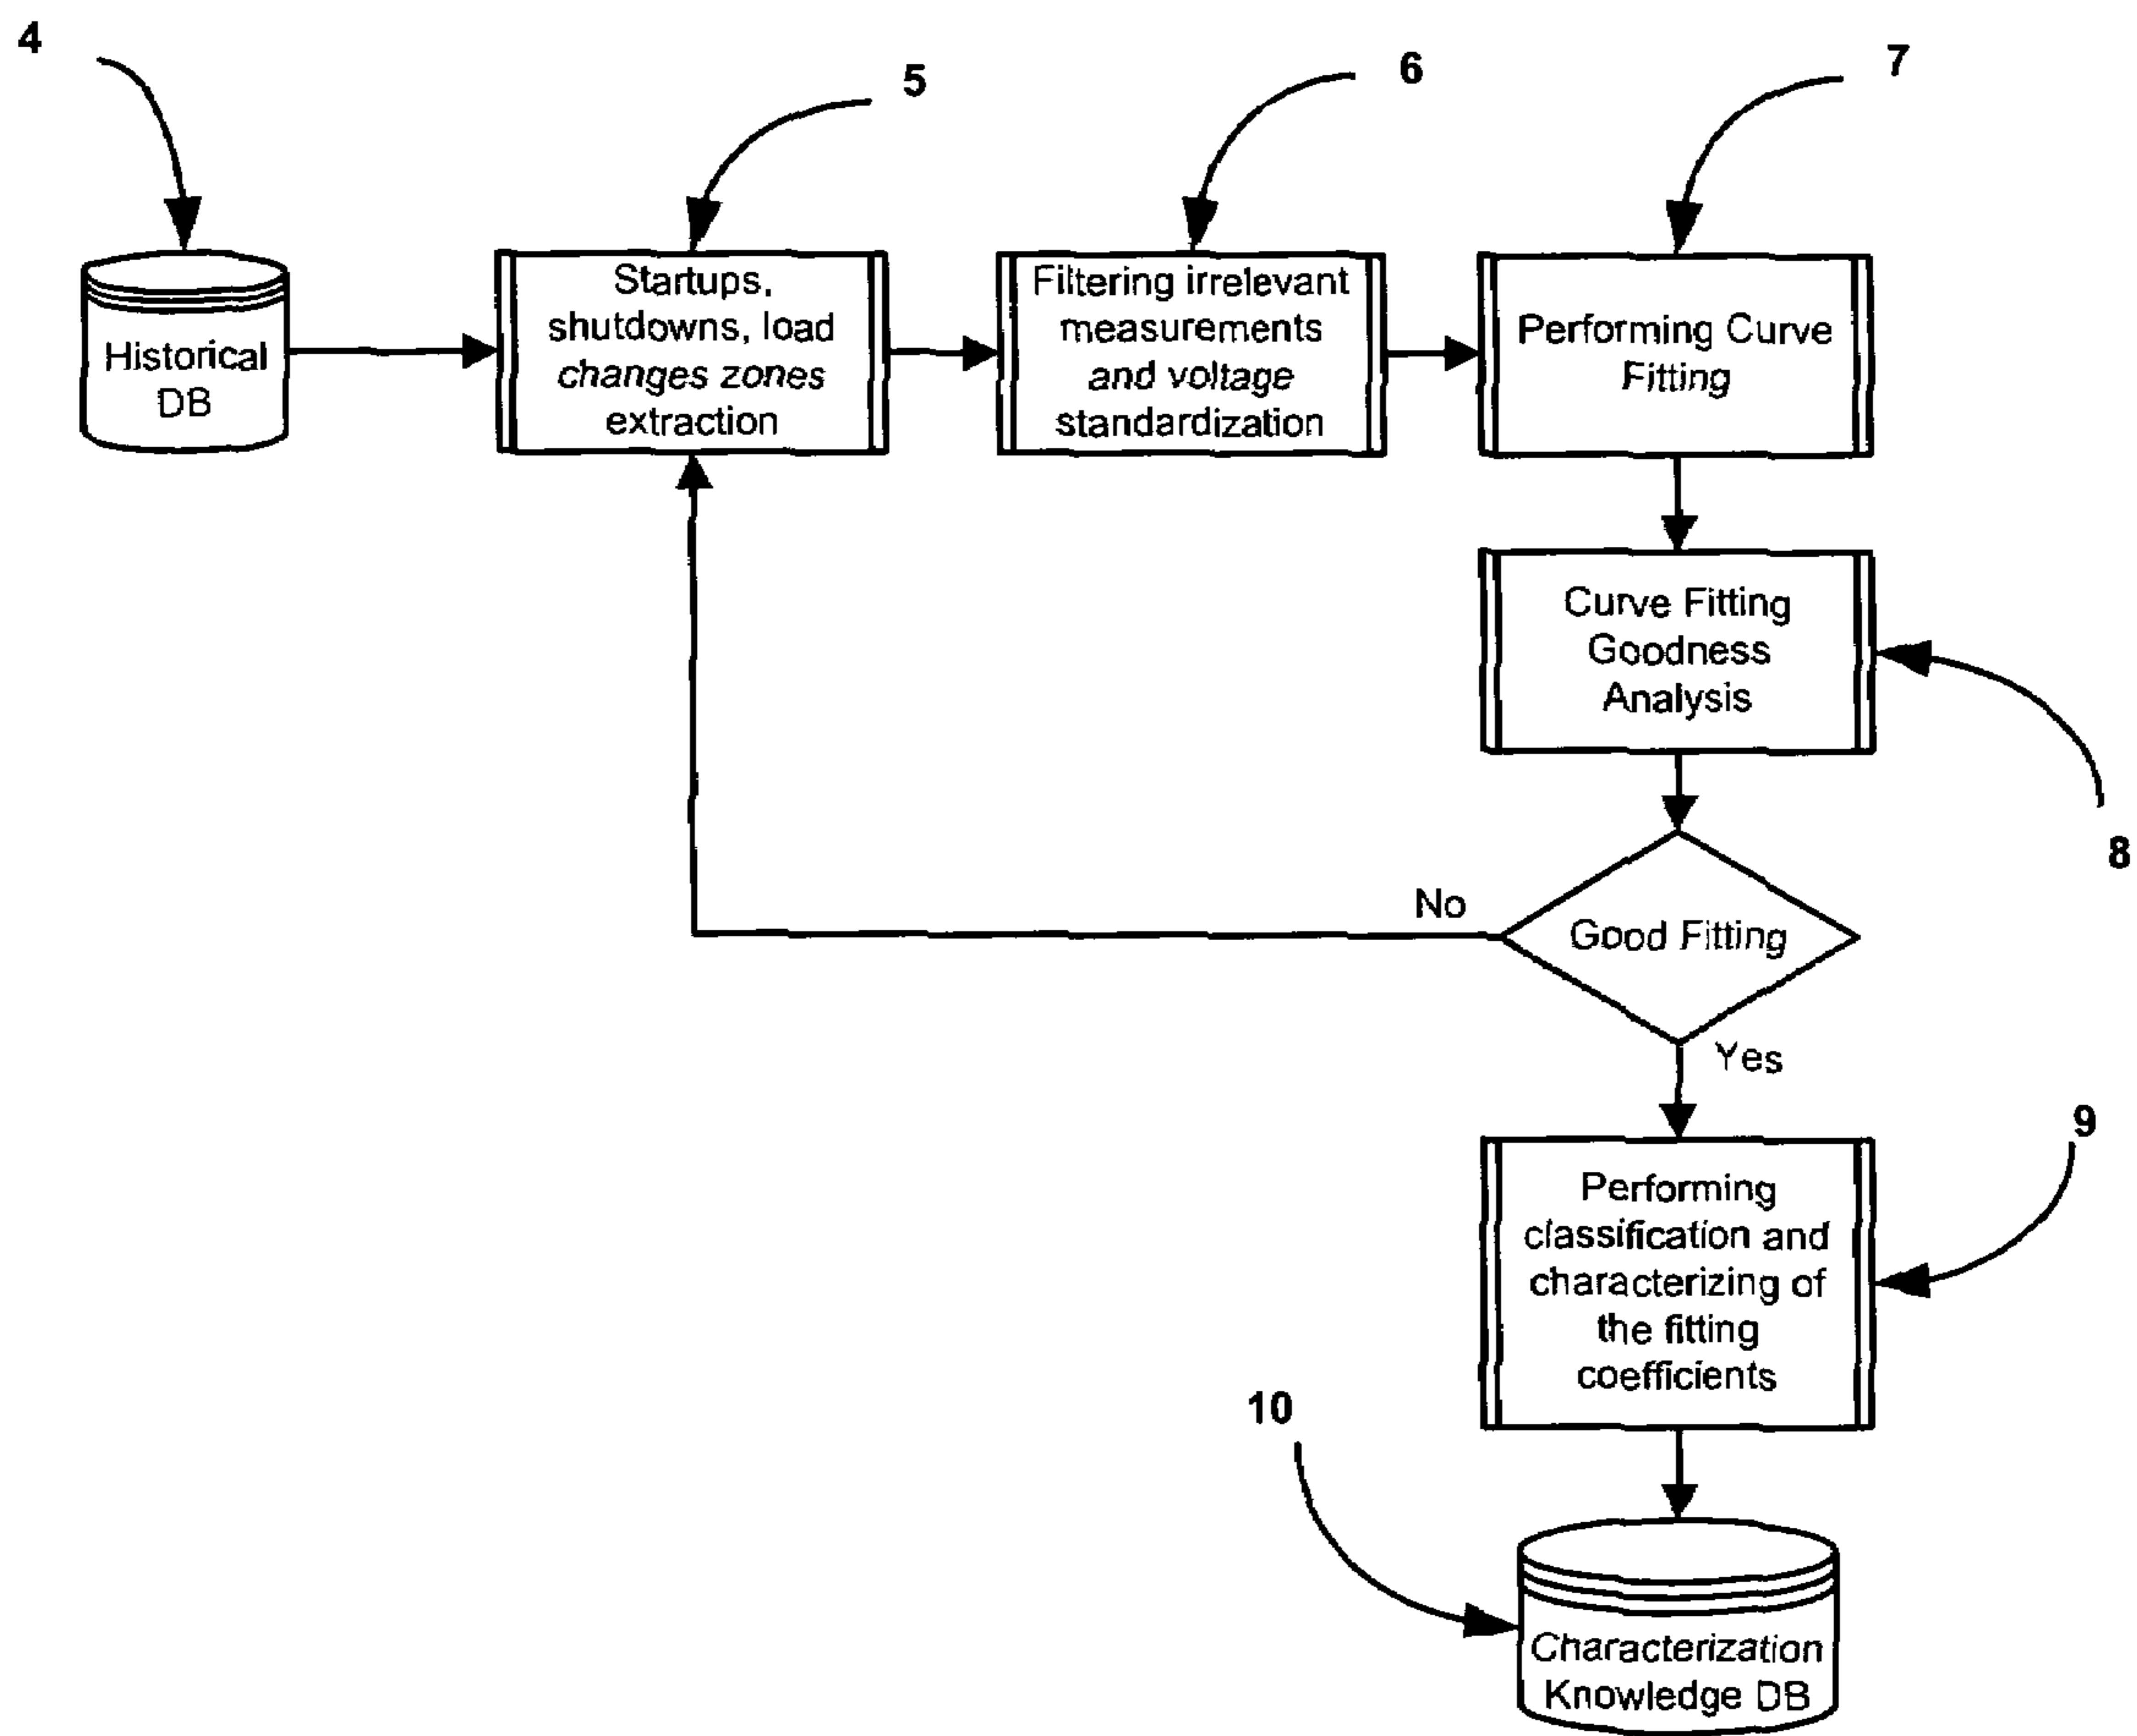 4
5
6
7
Historical
DB
Startups,
shutdowns, load
changes zones
extraction
Filtering irrelevant
measurements
and voltage
standardization
Performing Curve
Fitting
Curve Fitting
Goodness
Analysis
8
No
Good Fitting
Yes
9
Performing
classification and
characterizing of
the fitting
coefficients
10
Characterization
Knowledge DB